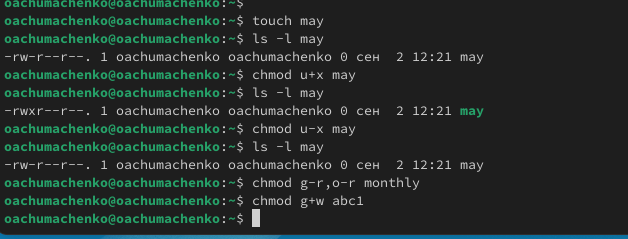 oachumachenko@oachumachenko:~$
oachumachenko@oachumachenko:~$ touch may
oachumachenko@oachumachenko:~$ ls -l may
-rw-r--r--. 1 oachumachenko oachumachenko 0 сен  2 12:21 may
oachumachenko@oachumachenko:~$ chmod u+x may
oachumachenko@oachumachenko:~$ ls -l may
-rwxr--r--. 1 oachumachenko oachumachenko 0 сен  2 12:21 may
oachumachenko@oachumachenko:~$ chmod u-x may
oachumachenko@oachumachenko:~$ ls -l may
-rw-r--r--. 1 oachumachenko oachumachenko 0 сен  2 12:21 may
oachumachenko@oachumachenko:~$ chmod g-r,o-r monthly
oachumachenko@oachumachenko:~$ chmod g+w abc1
oachumachenko@oachumachenko:~$